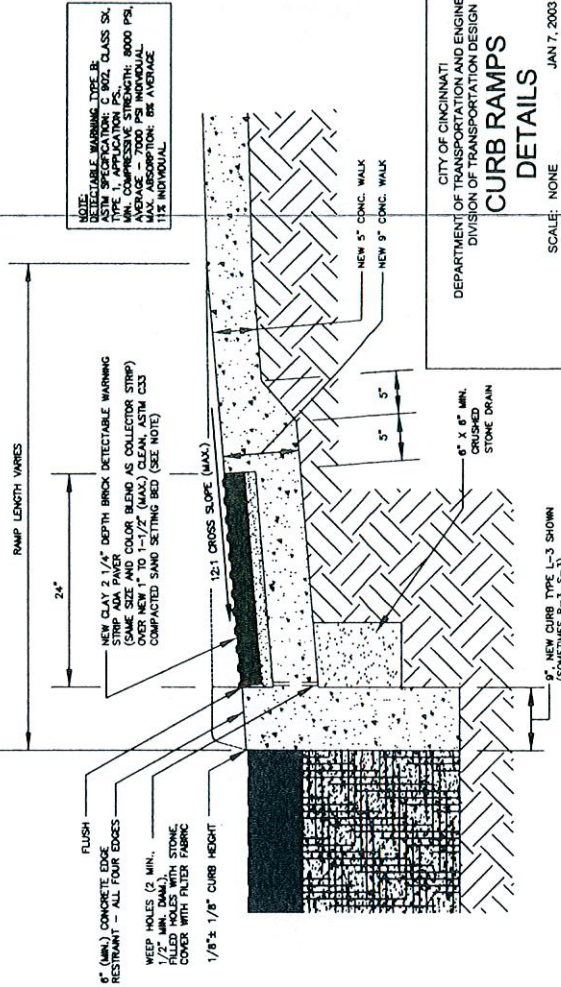 RAMP LENGTH VARIES
24"
FLUSH
6" (MIN.) CONCRETE EDGE
RESTRAINT - ALL FOUR EDGES
WEEP HOLES (2 MIN.,
1/2" MIN. DIAM.),
FILLED HOLES WITH STONE,
COVER WITH FILTER FABRIC
1/8"± 1/8" CURB HEIGHT
NEW CLAY 2 1/4" DEPTH BRICK DETECTABLE WARNING
STRIP ADA PAVER
(SAME SIZE AND COLOR BLEND AS COLLECTOR STRIP)
OVER NEW 1" TO 1-1/2" (MAX.) CLEAN, ASTM C33
COMPACTED SAND SETTING BED (SEE NOTE)
12:1 CROSS SLOPE (MAX.)
NOTE:
DETECTABLE WARNING TYPE B:
ASTM SPECIFICATION: C 902, CLASS SX,
TYPE 1, APPLICATION PS.,
MIN. COMPRESSIVE STRENGTH: 8000 PSI,
AVERAGE - 7000 PSI INDIVIDUAL
MAX. ABSORPTION: 8% AVERAGE
11% INDIVIDUAL
NEW 5" CONC. WALK
NEW 9" CONC. WALK
5"
5"
6" X 6" MIN.
CRUSHED
STONE DRAIN
9" NEW CURB TYPE L-3 SHOWN
CITY OF CINCINNATI
DEPARTMENT OF TRANSPORTATION AND ENGINE
DIVISION OF TRANSPORTATION DESIGN
CURB RAMPS
DETAILS
SCALE: NONE
JAN 7, 2003